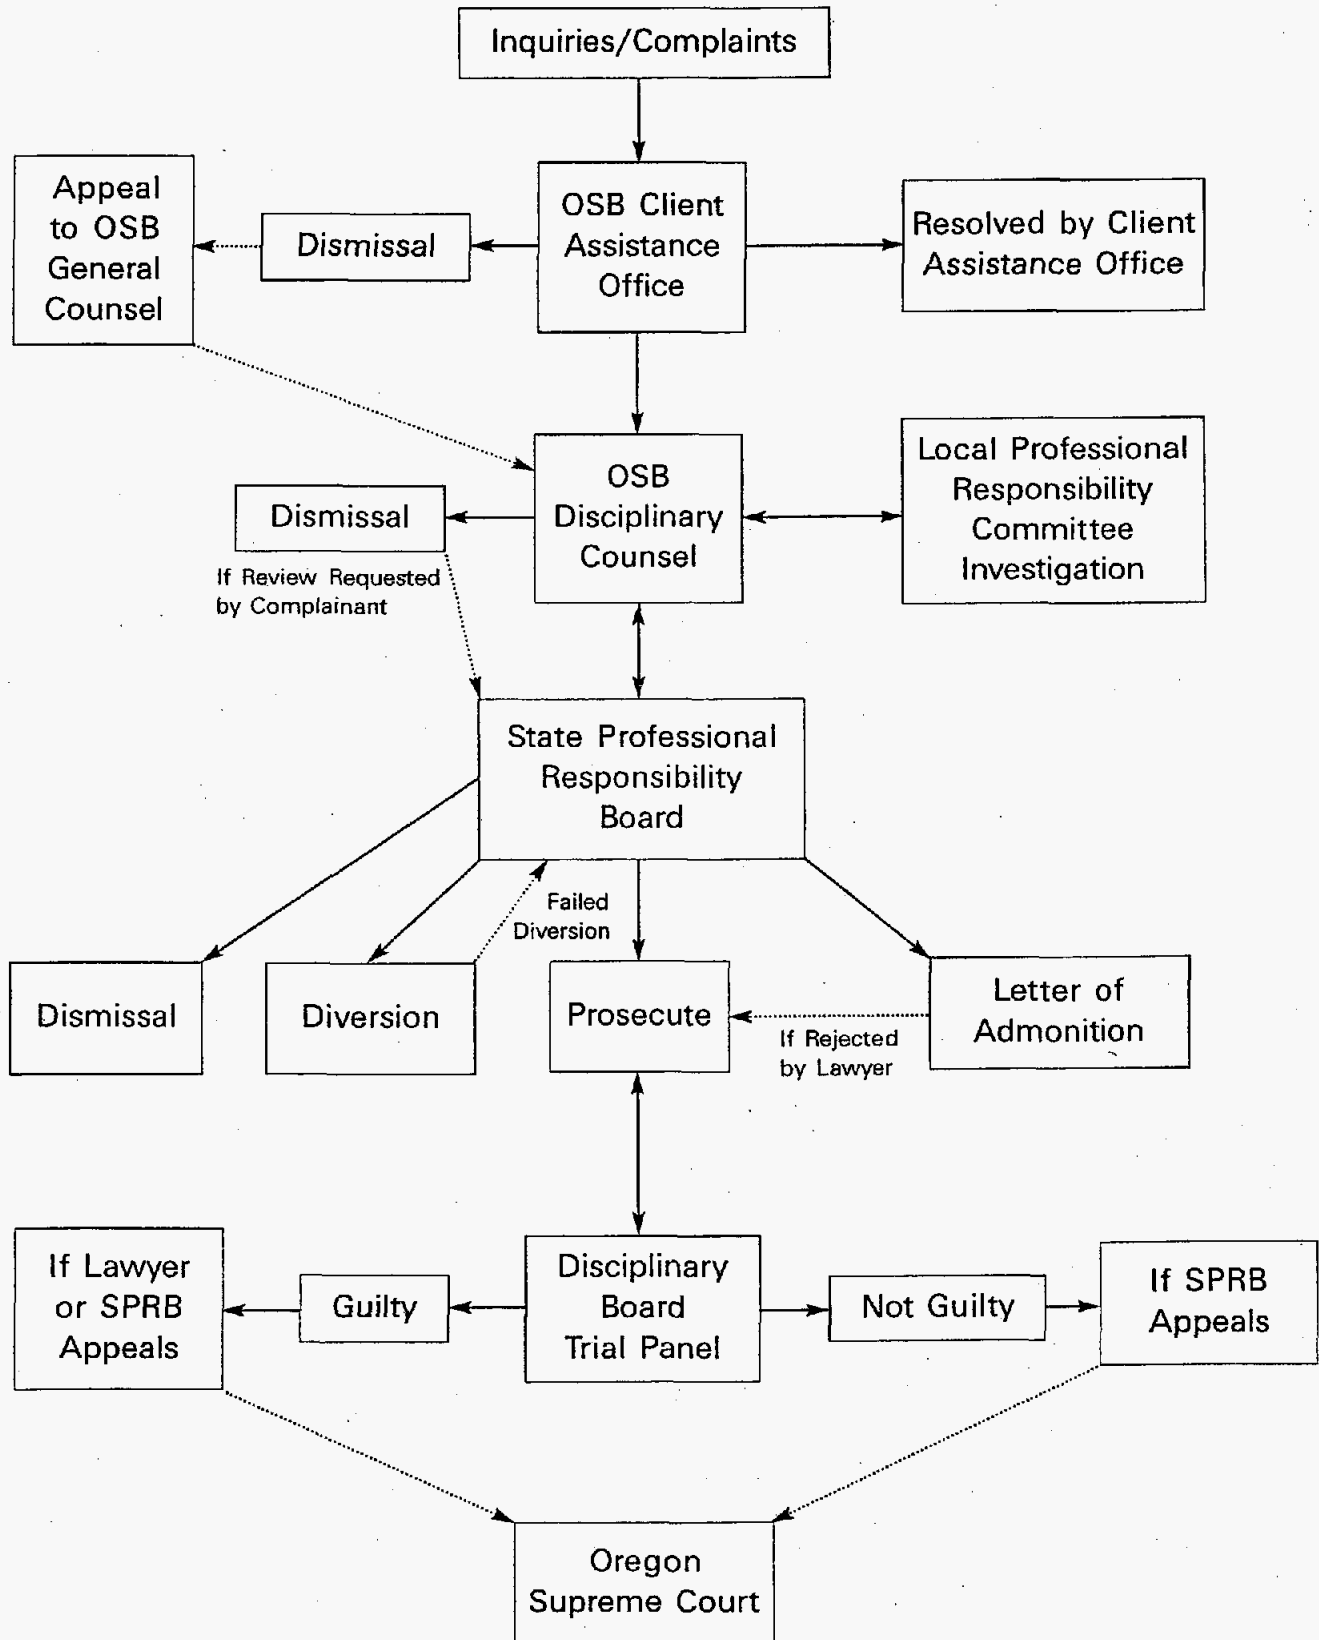 Inquiries/Complaints
Appeal
to OSB
General
Counsel
Dismissal
OSB Client
Assistance
Office
Resolved by Client
Assistance Office
Dismissal
If Review Requested
by Complainant
OSB
Disciplinary
Counsel
Local Professional
Responsibility
Committee
Investigation
State Professional
Responsibility
Board
Failed
Diversion
Dismissal
Diversion
Prosecute
If Rejected
by Lawyer
Letter of
Admonition
If Lawyer
or SPRB
Appeals
Guilty
Disciplinary
Board
Trial Panel
Not Guilty
If SPRB
Appeals
Oregon
Supreme Court